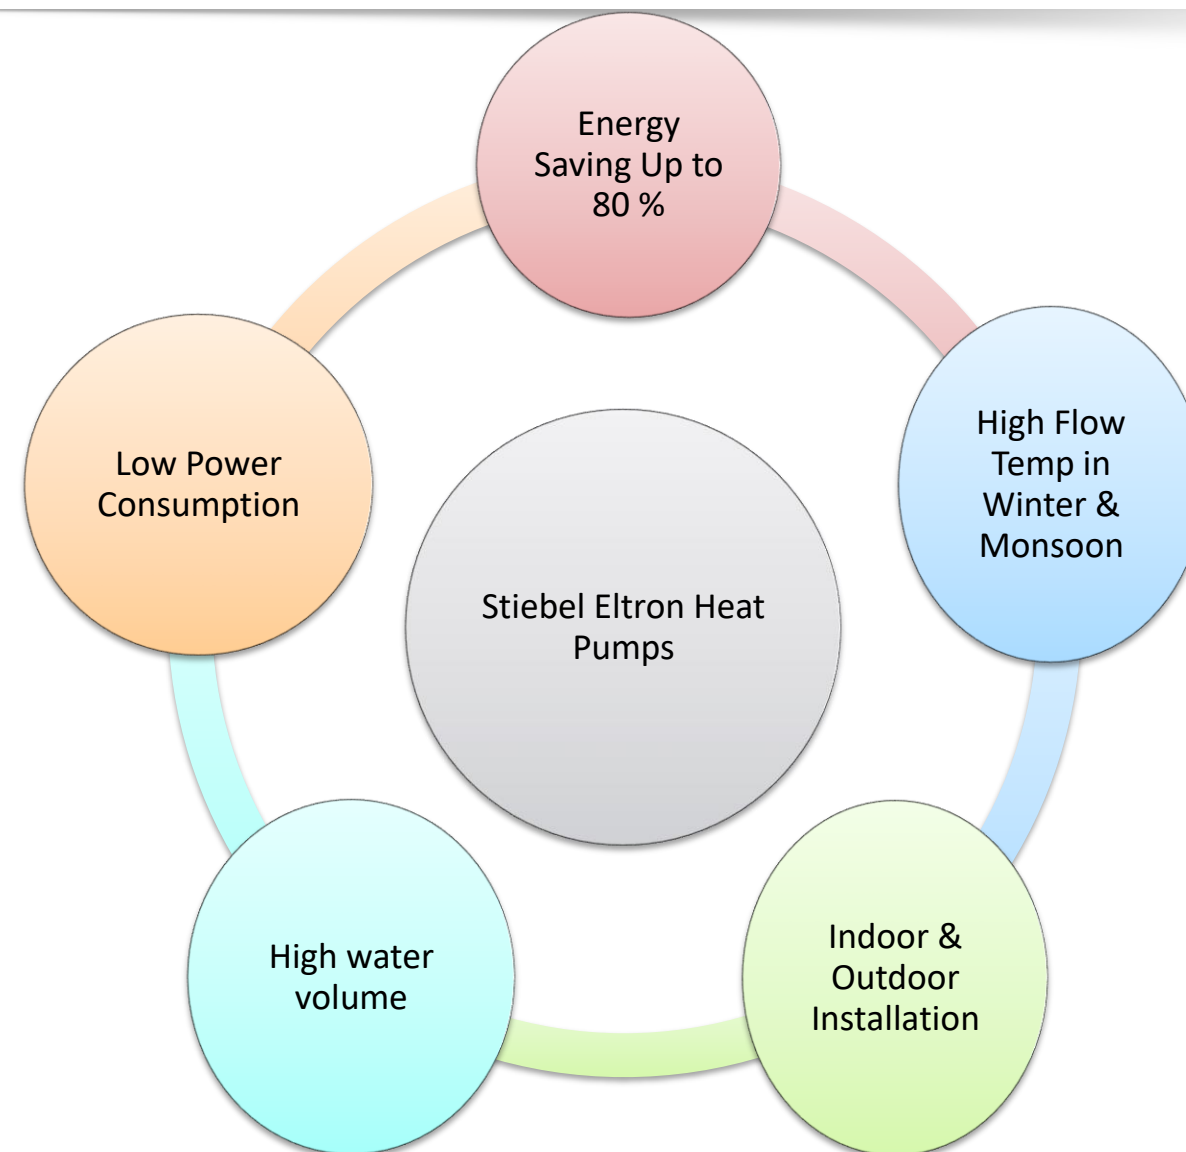 Energy
Saving Up to
80 %
High Flow
Temp in
Winter &
Monsoon
Indoor &
Outdoor
Installation
High water
volume
Low Power
Consumption
Stiebel Eltron Heat
Pumps